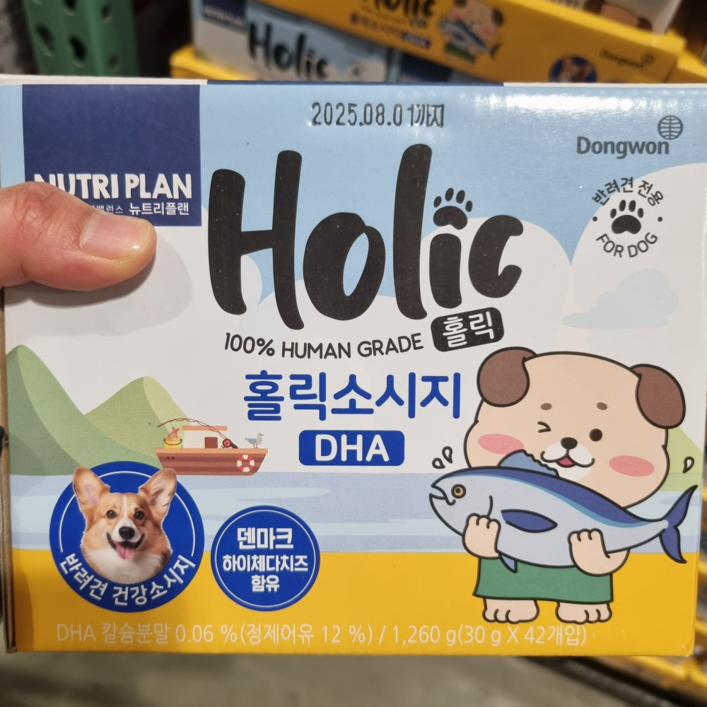 Holic
Dongwon
Holic
2025.08.01까지
Dongwon
NUTRI PLAN
뉴트리플랜
Holic
홀릭
반려견 전용
FOR DOG
100% HUMAN GRADE
홀릭소시지
DHA
반려견 건강소시지
덴마크
하이체다치즈
함유
DHA 칼슘분말 0.06 %(정제어유 12 %) / 1,260 g(30 g X 42개입)